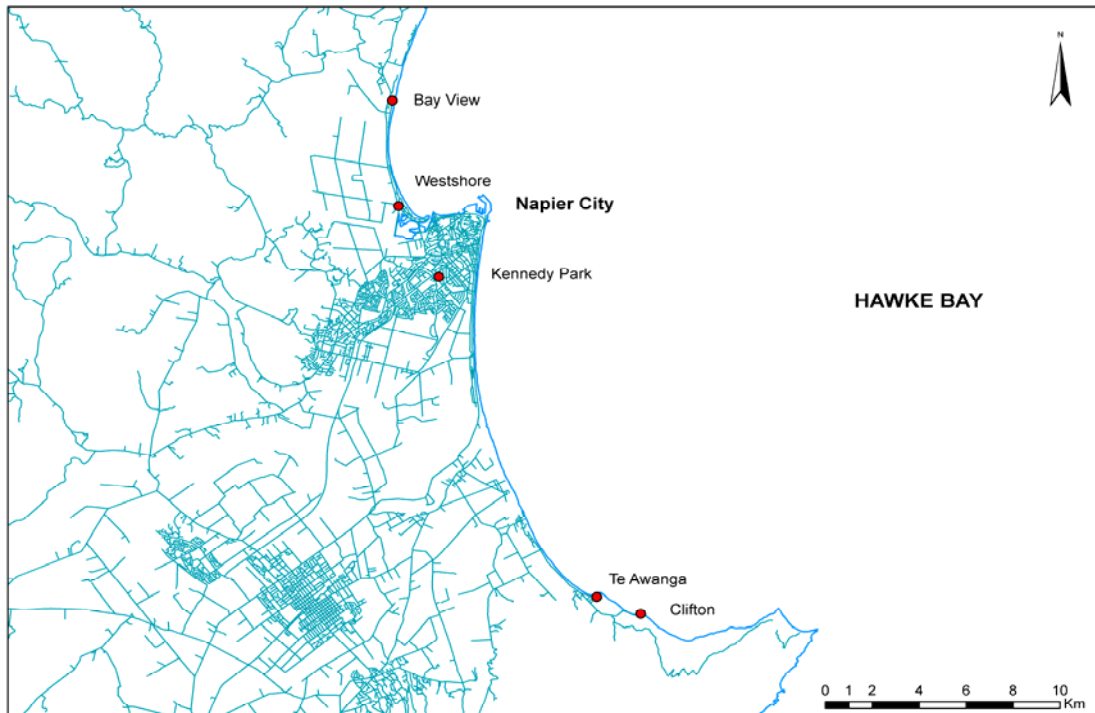 N
Bay View
Westshore
Napier City
Kennedy Park
HAWKE BAY
Te Awanga
Clifton
0 1 2 4 6 8 10
Km